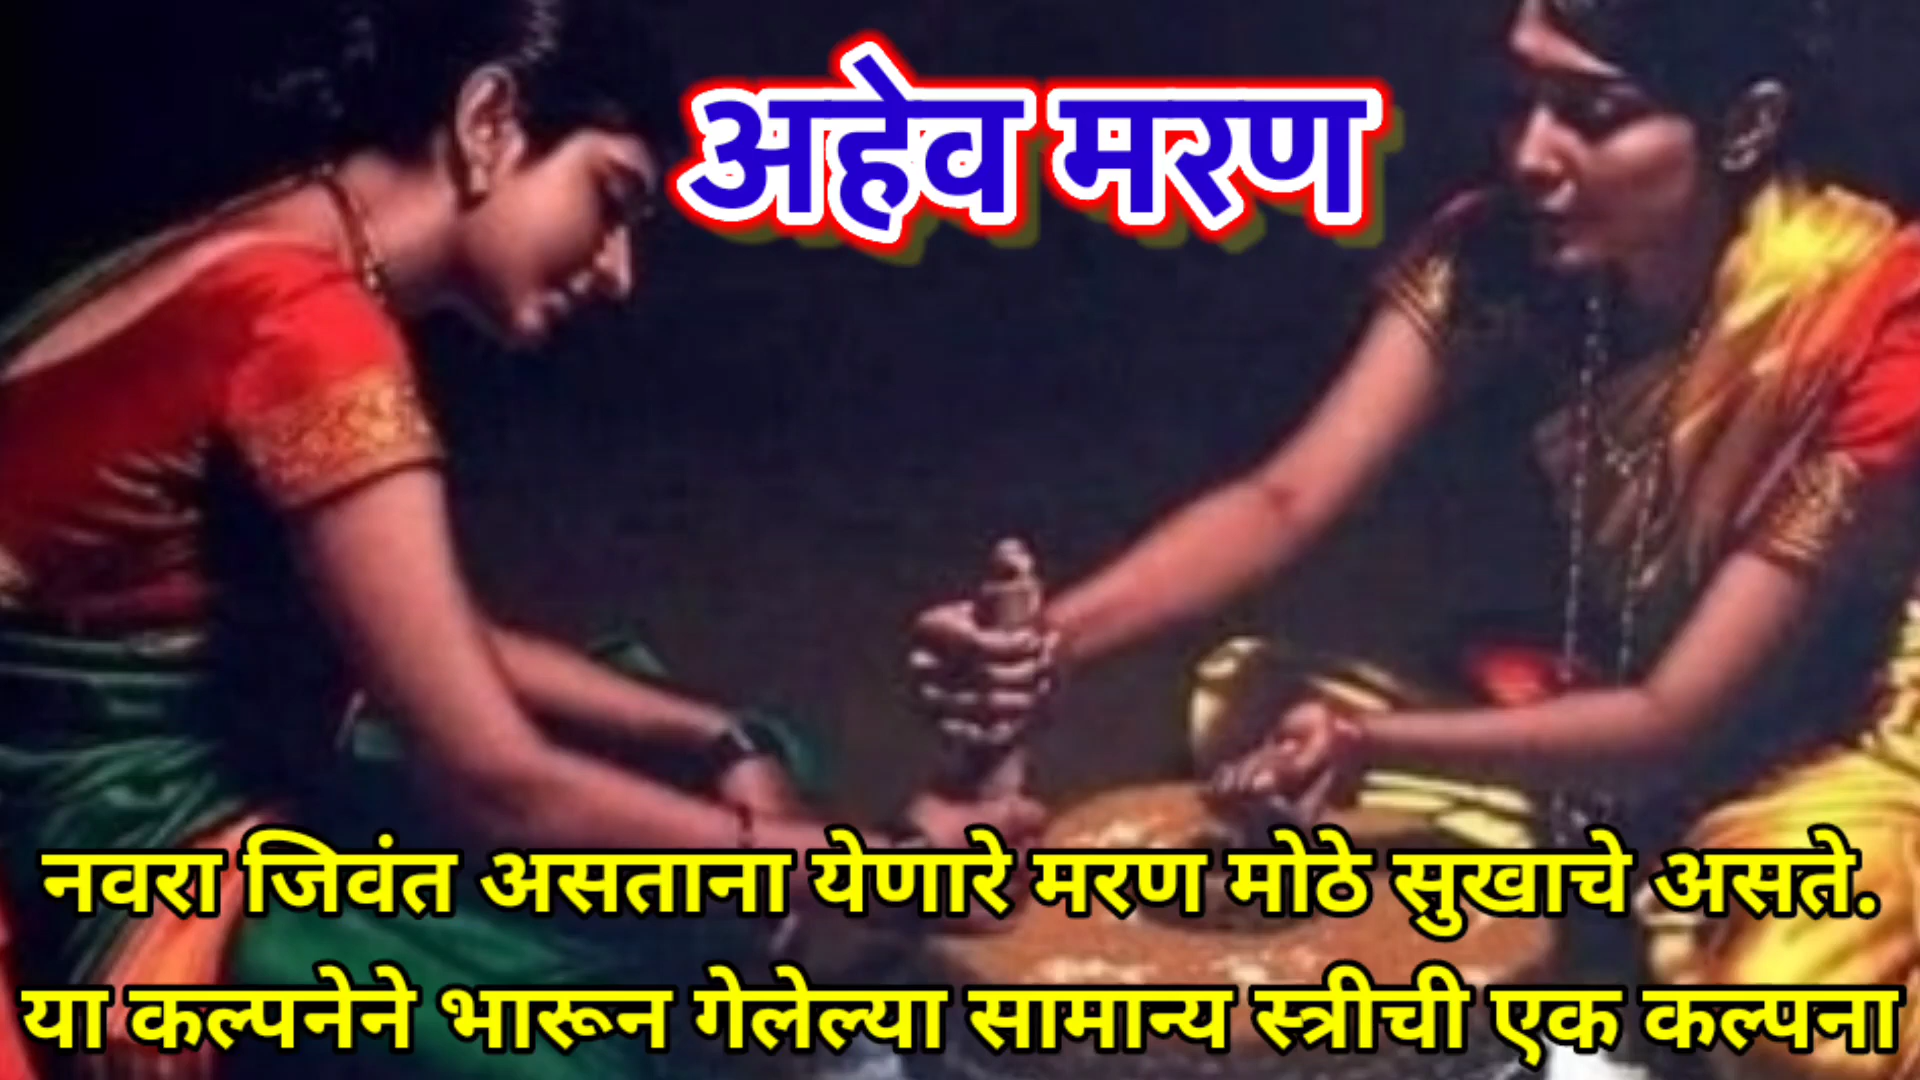 अहेव मरण
नवरा जिवंत असताना येणारे मरण मोठे सुखाचे असते.
या कल्पनेने भारून गेलेल्या सामान्य स्त्रीची एक कल्पना